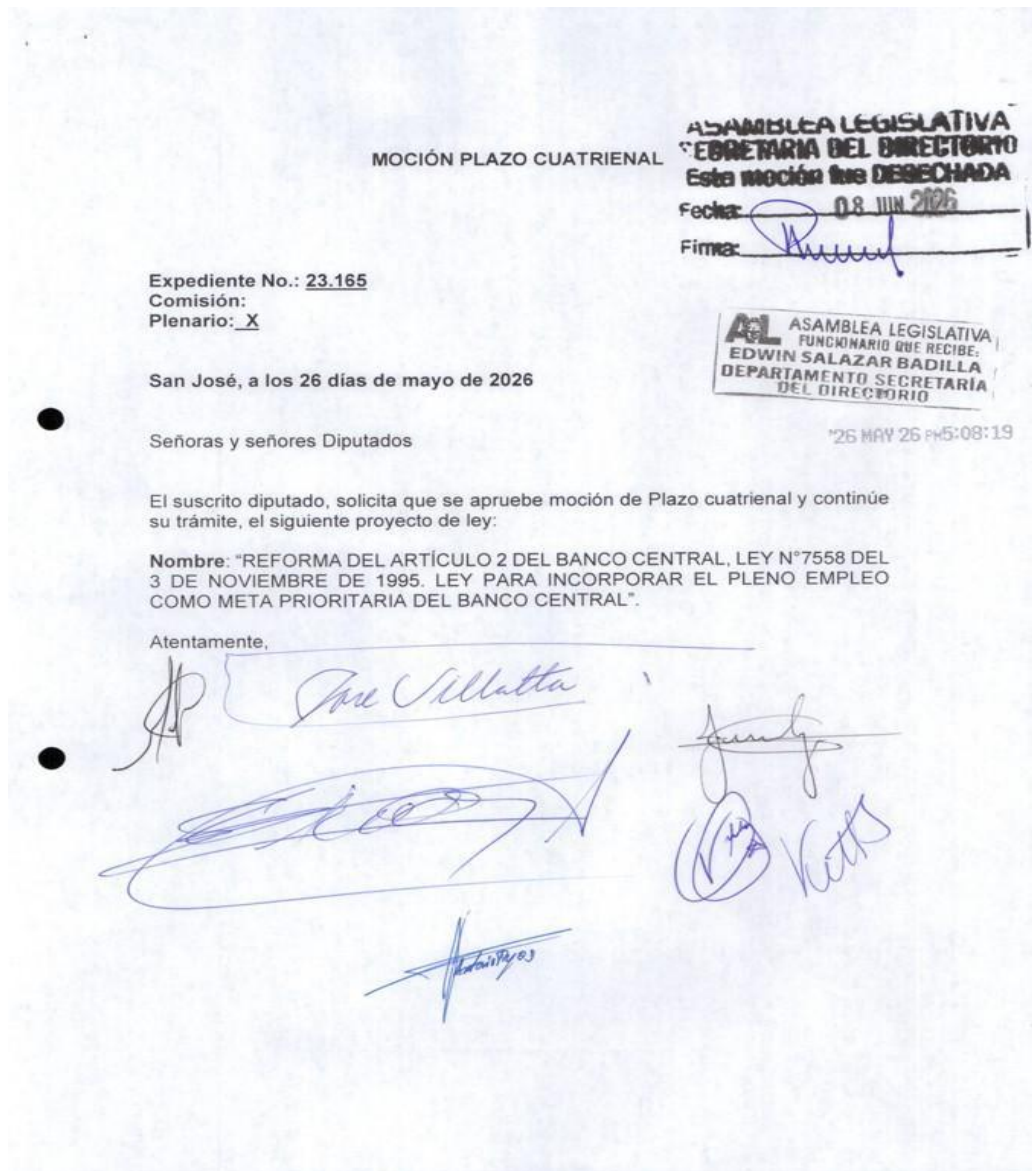 MOCIÓN PLAZO CUATRIENAL
ASAMBLEA LEGISLATIVA
SECRETARIA DEL DIRECTORIO
Esta moción fue DESECHADA
Fecha: 08 JUN 2026
Firma:
Expediente No.: 23.165
Comisión:
Plenario: X
ASAMBLEA LEGISLATIVA
FUNCIONARIO QUE RECIBE:
EDWIN SALAZAR BADILLA
DEPARTAMENTO SECRETARÍA
DEL DIRECTORIO
San José, a los 26 días de mayo de 2026
'26 MAY 26 PM5:08:19
Señoras y señores Diputados
El suscrito diputado, solicita que se apruebe moción de Plazo cuatrienal y continúe
su trámite, el siguiente proyecto de ley:
Nombre: “REFORMA DEL ARTÍCULO 2 DEL BANCO CENTRAL, LEY N°7558 DEL
3 DE NOVIEMBRE DE 1995. LEY PARA INCORPORAR EL PLENO EMPLEO
COMO META PRIORITARIA DEL BANCO CENTRAL”.
Atentamente,
José Villalta